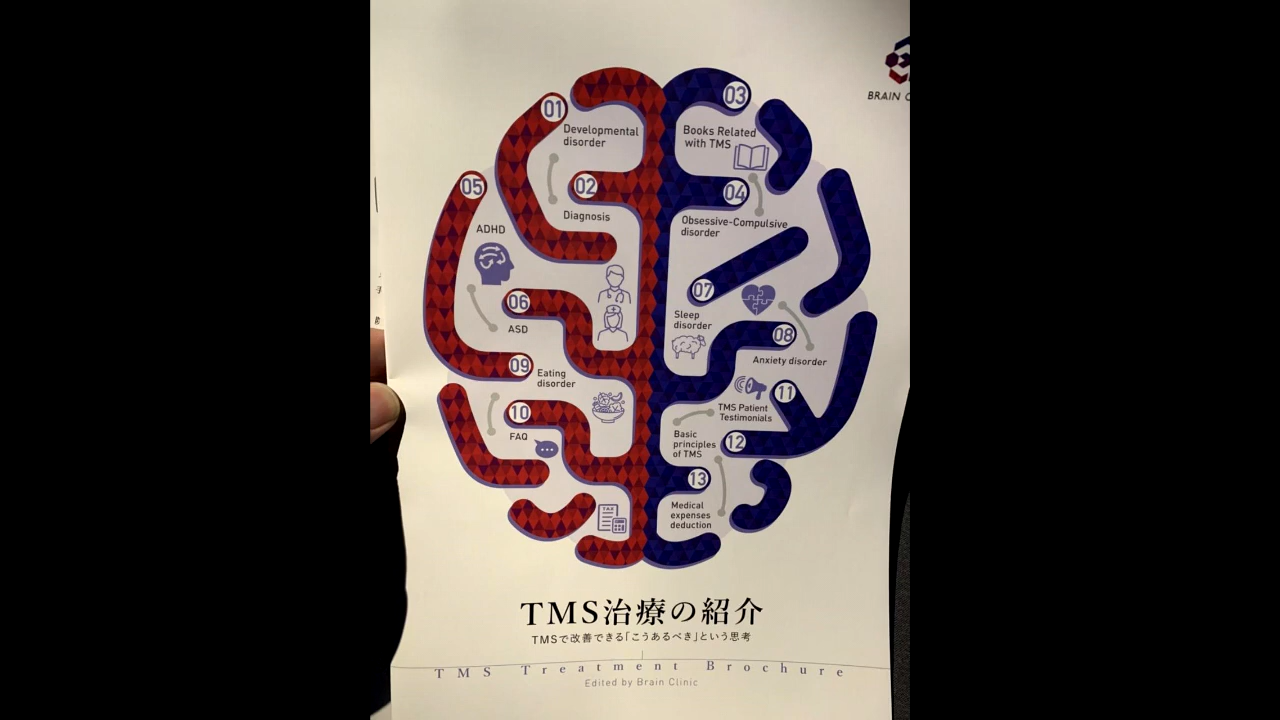 BRAIN
01
Developmental
disorder
02
Diagnosis
03
Books Related
with TMS
04
Obsessive-Compulsive
disorder
05
ADHD
06
ASD
07
Sleep
disorder
08
Anxiety disorder
09
Eating
disorder
10
FAQ
11
TMS Patient
Testimonials
12
Basic
principles
of TMS
13
Medical
expenses
deduction
TAX
TMS治療の紹介
TMSで改善できる「こうあるべき」という思考
TMS Treatment Brochure
Edited by Brain Clinic